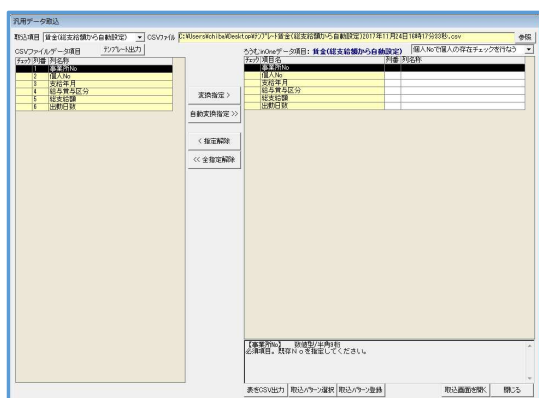 汎用データ取込
取込項目 賃金(総支給額から自動設定) CSVファイル C:\Users\chiba\Desktop\テンプレート賃金(総支給額から自動設定)2017年11月24日16時17分33秒.csv 参照
CSVファイルデータ項目 テンプレート出力 ろうむinOneデータ項目: 賃金(総支給額から自動設定) 個人Noで個人の存在チェックを行なう
チェック 列番 列名称 チェック 項目名 列番 列名称
1 事業所No 事業所No
2 個人No 個人No
3 支給年月 支給年月
4 給与賞与区分 給与賞与区分
5 総支給額 総支給額
6 出勤日数 出勤日数
変換指定 >
自動変換指定 >>
< 指定解除
<< 全指定解除
【事業所No】 数値型/半角9桁
必須項目。既存Noを指定してください。
表をCSV出力 取込パターン選択 取込パターン登録 取込画面を開く 閉じる